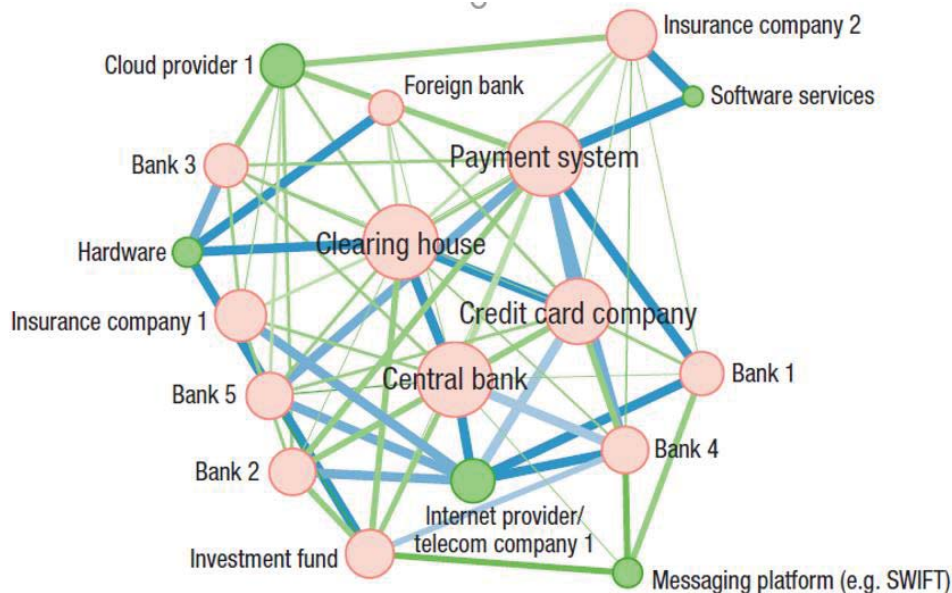 Insurance company 2
Cloud provider 1
Foreign bank
Software services
Bank 3
Payment system
Hardware
Clearing house
Insurance company 1
Credit card company
Bank 5
Central bank
Bank 1
Bank 2
Bank 4
Internet provider/
telecom company 1
Investment fund
Messaging platform (e.g. SWIFT)